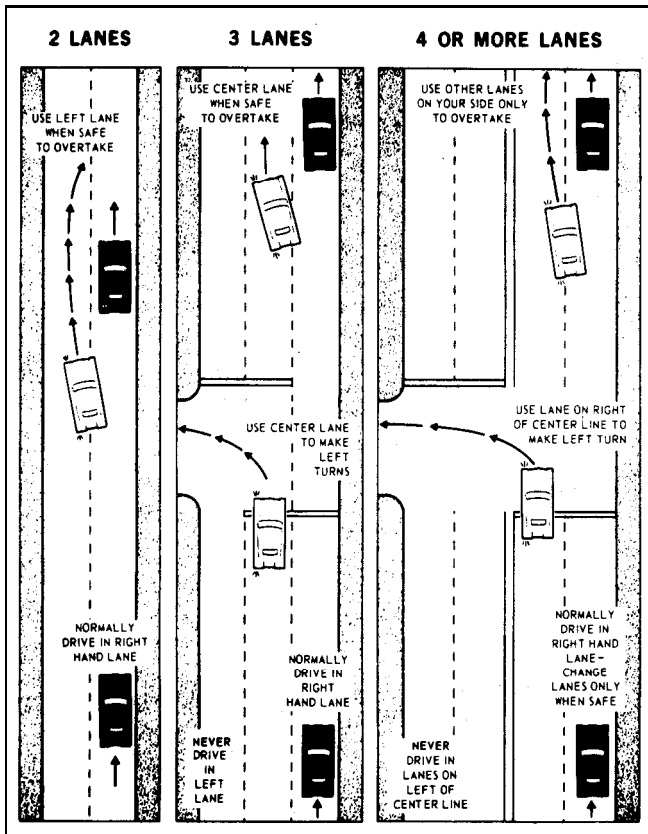 2 LANES
USE LEFT LANE
WHEN SAFE
TO OVERTAKE
NORMALLY
DRIVE IN RIGHT
HAND LANE
3 LANES
USE CENTER LANE
WHEN SAFE
TO OVERTAKE
USE CENTER LANE
TO MAKE
LEFT
TURNS
NORMALLY
DRIVE IN
RIGHT
HAND LANE
NEVER
DRIVE
IN
LEFT
LANE
4 OR MORE LANES
USE OTHER LANES
ON YOUR SIDE ONLY
TO OVERTAKE
USE LANE ON RIGHT
OF CENTER LINE TO
MAKE LEFT TURN
NORMALLY
DRIVE IN
RIGHT HAND
LANE-
CHANGE
LANES ONLY
WHEN SAFE
NEVER
DRIVE IN
LANES ON
LEFT OF
CENTER LINE